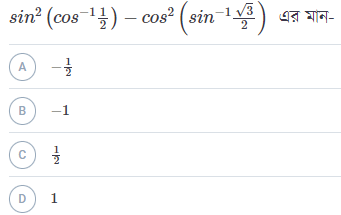 sin² (cos⁻¹ 1/2) − cos² (sin⁻¹ √3/2) এর মান-
A −1/2
B −1
C 1/2
D 1